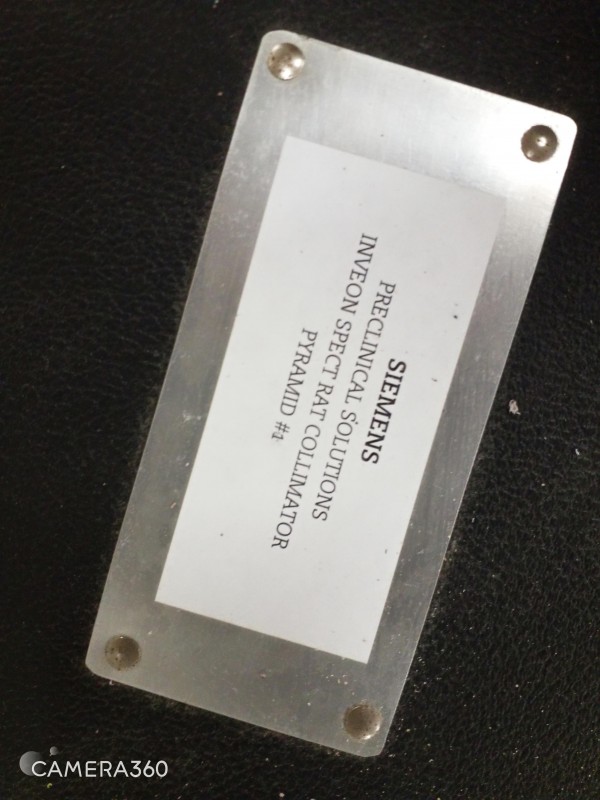 SIEMENS
PRECLINICAL SOLUTIONS
INVEON SPECT RAT COLLIMATOR
PYRAMID #1
CAMERA360